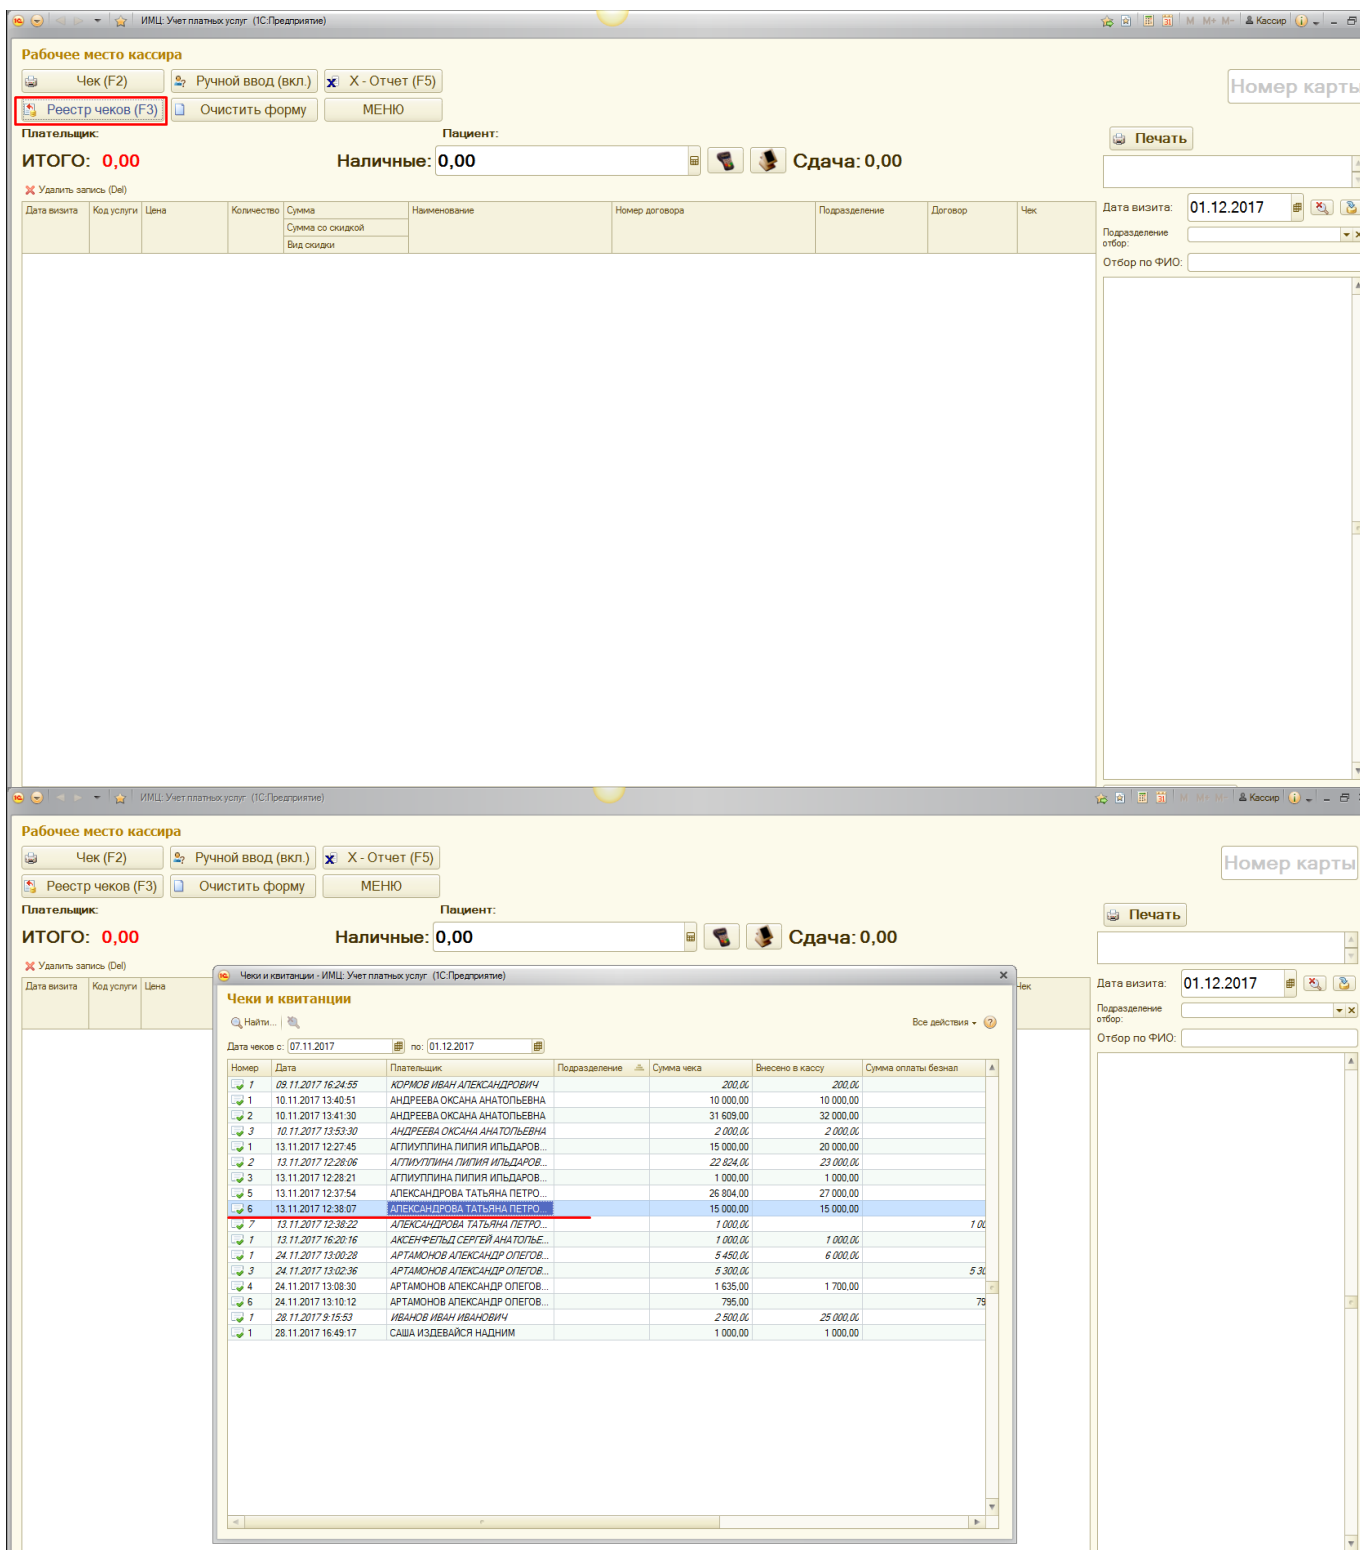 ИМЦ: Учет платных услуг (1С:Предприятие) M M+ M- Кассир
Рабочее место кассира
Чек (F2) Ручной ввод (вкл.) X - Отчет (F5) Номер карты
Реестр чеков (F3) Очистить форму МЕНЮ
Плательщик: Пациент: Печать
ИТОГО: 0,00 Наличные: 0,00 Сдача: 0,00
Удалить запись (Del)
Дата визита Код услуги Цена Количество Сумма Наименование Номер договора Подразделение Договор Чек
Сумма со скидкой
Вид скидки
Дата визита: 01.12.2017
Подразделение
отбор:
Отбор по ФИО:
ИМЦ: Учет платных услуг (1С:Предприятие) M M+ M- Кассир
Рабочее место кассира
Чек (F2) Ручной ввод (вкл.) X - Отчет (F5) Номер карты
Реестр чеков (F3) Очистить форму МЕНЮ
Плательщик: Пациент: Печать
ИТОГО: 0,00 Наличные: 0,00 Сдача: 0,00
Удалить запись (Del)
Дата визита Код услуги Цена Чек
Дата визита: 01.12.2017
Подразделение
отбор:
Отбор по ФИО:
Чеки и квитанции - ИМЦ: Учет платных услуг (1С:Предприятие)
Чеки и квитанции
Найти... Все действия
Дата чеков с: 07.11.2017 по: 01.12.2017
Номер Дата Плательщик Подразделение Сумма чека Внесено в кассу Сумма оплаты безнал
1 09.11.2017 16:24:55 КОРМОВ ИВАН АЛЕКСАНДРОВИЧ 200,00 200,00
1 10.11.2017 13:40:51 АНДРЕЕВА ОКСАНА АНАТОЛЬЕВНА 10 000,00 10 000,00
2 10.11.2017 13:41:30 АНДРЕЕВА ОКСАНА АНАТОЛЬЕВНА 31 609,00 32 000,00
3 10.11.2017 13:53:30 АНДРЕЕВА ОКСАНА АНАТОЛЬЕВНА 2 000,00 2 000,00
1 13.11.2017 12:27:45 АГЛИУЛЛИНА ЛИЛИЯ ИЛЬДАРОВ... 15 000,00 20 000,00
2 13.11.2017 12:28:06 АГЛИУЛЛИНА ЛИЛИЯ ИЛЬДАРОВ... 22 824,00 23 000,00
3 13.11.2017 12:28:21 АГЛИУЛЛИНА ЛИЛИЯ ИЛЬДАРОВ... 1 000,00 1 000,00
5 13.11.2017 12:37:54 АЛЕКСАНДРОВА ТАТЬЯНА ПЕТРО... 26 804,00 27 000,00
6 13.11.2017 12:38:07 АЛЕКСАНДРОВА ТАТЬЯНА ПЕТРО... 15 000,00 15 000,00
7 13.11.2017 12:38:22 АЛЕКСАНДРОВА ТАТЬЯНА ПЕТРО... 1 000,00 1 00
1 13.11.2017 16:20:16 АКСЕНФЕЛЬД СЕРГЕЙ АНАТОЛЬЕ... 1 000,00 1 000,00
1 24.11.2017 13:00:28 АРТАМОНОВ АЛЕКСАНДР ОЛЕГОВ... 5 450,00 6 000,00
3 24.11.2017 13:02:36 АРТАМОНОВ АЛЕКСАНДР ОЛЕГОВ... 5 300,00 5 30
4 24.11.2017 13:08:30 АРТАМОНОВ АЛЕКСАНДР ОЛЕГОВ... 1 635,00 1 700,00
6 24.11.2017 13:10:12 АРТАМОНОВ АЛЕКСАНДР ОЛЕГОВ... 795,00 79
1 28.11.2017 9:15:53 ИВАНОВ ИВАН ИВАНОВИЧ 2 500,00 25 000,00
1 28.11.2017 16:49:17 САША ИЗДЕВАЙСЯ НАДНИМ 1 000,00 1 000,00